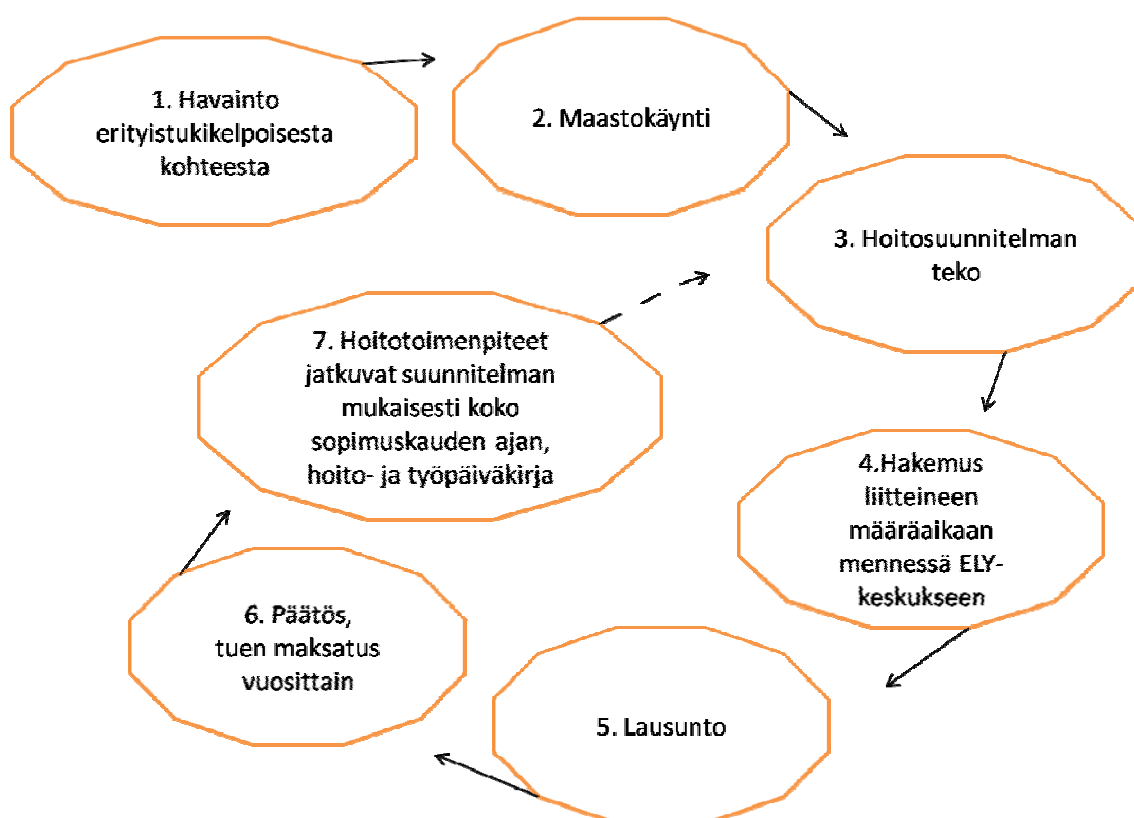 1. Havainto
erityistukikelpoisesta
kohteesta
2. Maastokäynti
3. Hoitosuunnitelman
teko
4.Hakemus
liitteineen
määräaikaan
mennessä ELY-
keskukseen
5. Lausunto
6. Päätös,
tuen maksatus
vuosittain
7. Hoitotoimenpiteet
jatkuvat suunnitelman
mukaisesti koko
sopimuskauden ajan,
hoito- ja työpäiväkirja